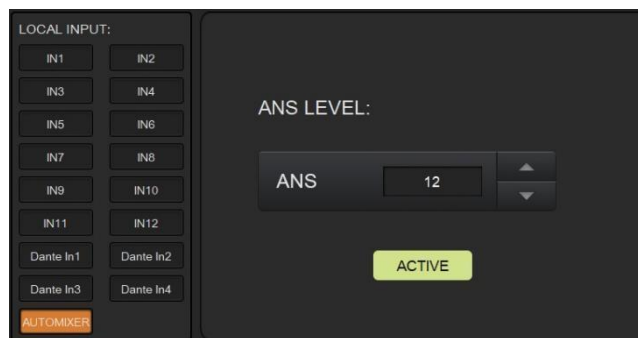 LOCAL INPUT:
IN1 IN2
IN3 IN4
IN5 IN6
IN7 IN8
IN9 IN10
IN11 IN12
Dante In1 Dante In2
Dante In3 Dante In4
AUTOMIXER
ANS LEVEL:
ANS 12
ACTIVE